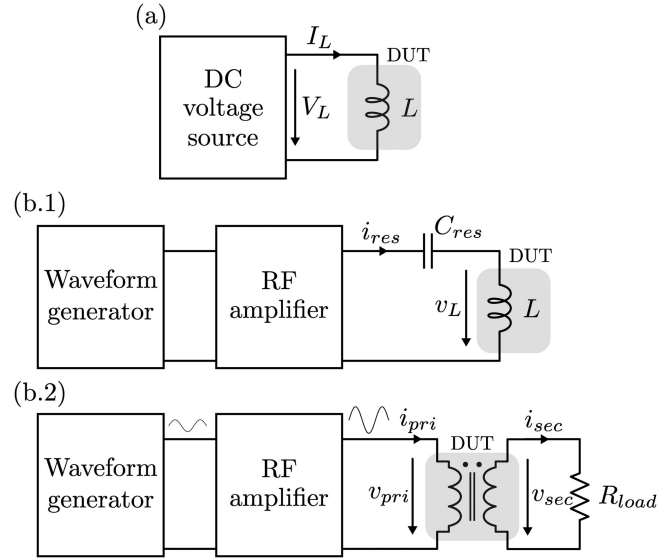 (a)
I_L
DUT
DC
voltage
source
V_L
L
(b.1)
i_res
C_res
DUT
Waveform
generator
RF
amplifier
v_L
L
(b.2)
i_pri
i_sec
DUT
Waveform
generator
RF
amplifier
v_pri
v_sec
R_load